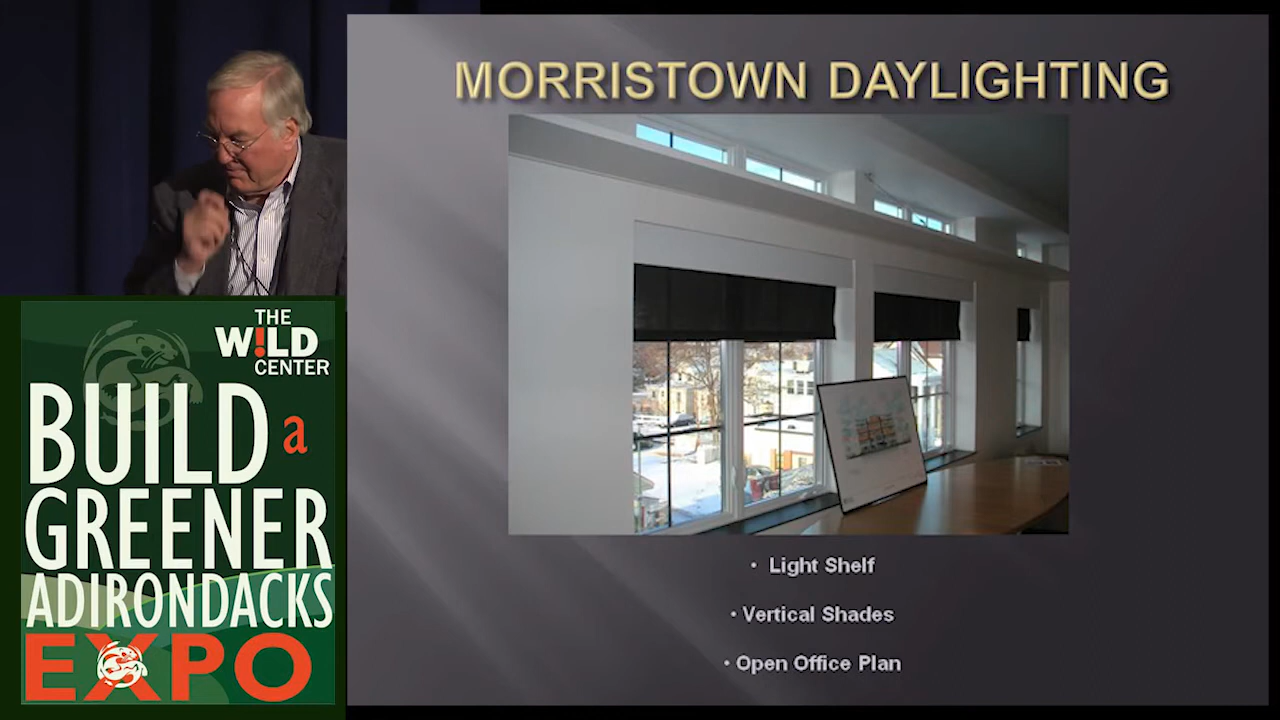 MORRISTOWN DAYLIGHTING
• Light Shelf
• Vertical Shades
• Open Office Plan
THE
W!LD
CENTER
BUILD a
GREENER
ADIRONDACKS
EXPO